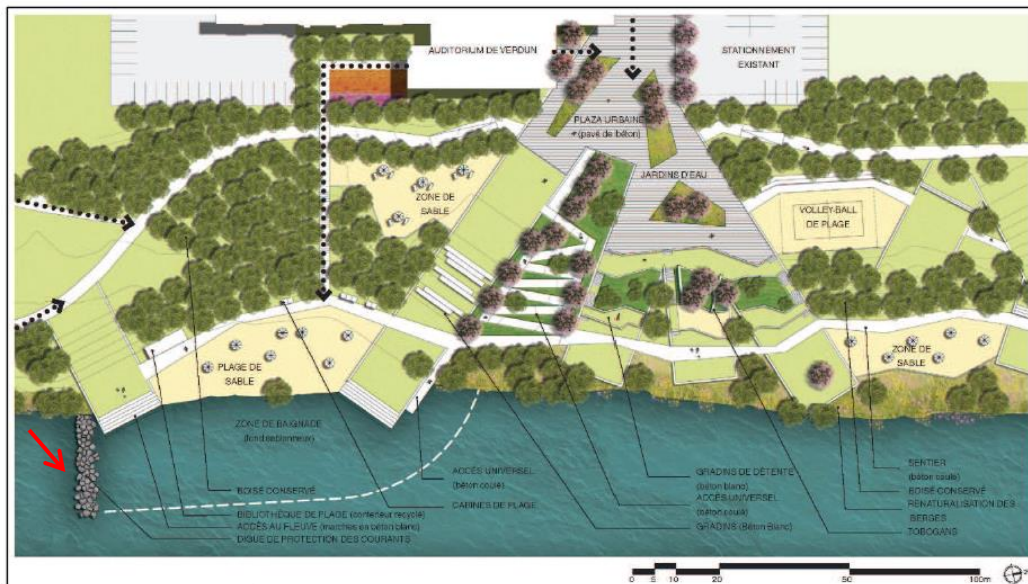 AUDITORIUM DE VERDUN
STATIONNEMENT
EXISTANT
PLAZA URBAINE
(pavé de béton)
JARDINS D'EAU
ZONE DE
SABLE
VOLLEY-BALL
DE PLAGE
PLAGE DE
SABLE
ZONE DE
SABLE
ZONE DE BAIGNADE
(fond sablonneux)
BOISÉ CONSERVÉ
BIBLIOTHÈQUE DE PLAGE (conteneur recyclé)
ACCÈS AU FLEUVE (marches en béton blanc)
DIGUE DE PROTECTION DES COURANTS
ACCÈS UNIVERSEL
(béton coulé)
CABINES DE PLAGE
GRADINS DE DÉTENTE
(béton blanc)
ACCÈS UNIVERSEL
(béton coulé)
GRADINS (Béton Blanc)
SENTIER
(béton coulé)
BOISÉ CONSERVÉ
RENATURALISATION DES
BERGES
TOBOGANS
0 5 10 20 50 100m